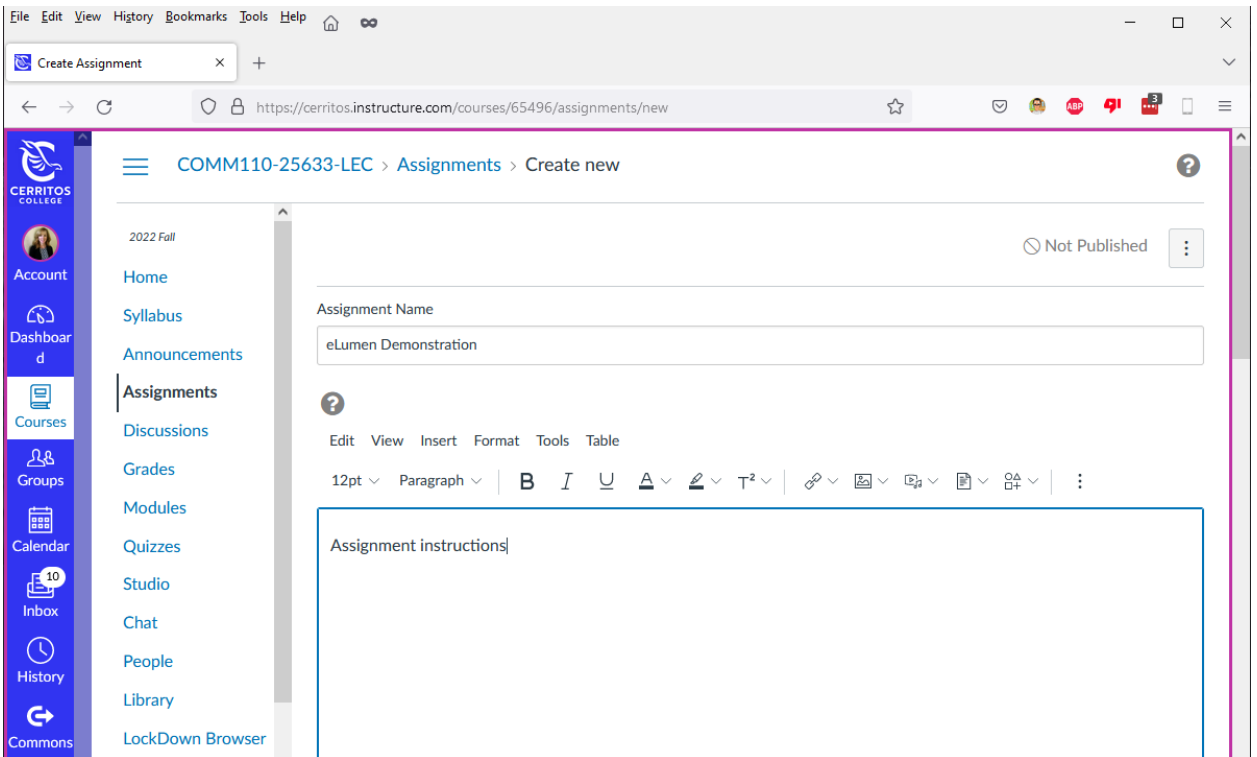 File Edit View History Bookmarks Tools Help
Create Assignment
https://cerritos.instructure.com/courses/65496/assignments/new
ABP
3
CERRITOS
COLLEGE
COMM110-25633-LEC > Assignments > Create new
?
2022 Fall
Not Published
Account
Home
Assignment Name
Syllabus
Dashboar
d
eLumen Demonstration
Announcements
Assignments
?
Courses
Discussions
Edit View Insert Format Tools Table
Grades
Groups
12pt Paragraph B I U A T²
Modules
Calendar
Quizzes
Assignment instructions
10
Inbox
Studio
Chat
History
People
Library
Commons
LockDown Browser